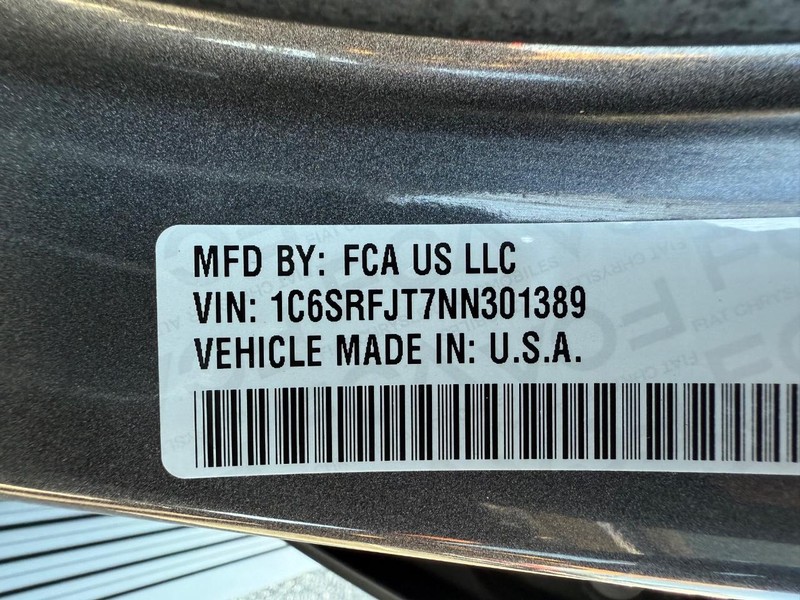 MFD BY: FCA US LLC
VIN: 1C6SRFJT7NN301389
VEHICLE MADE IN: U.S.A.